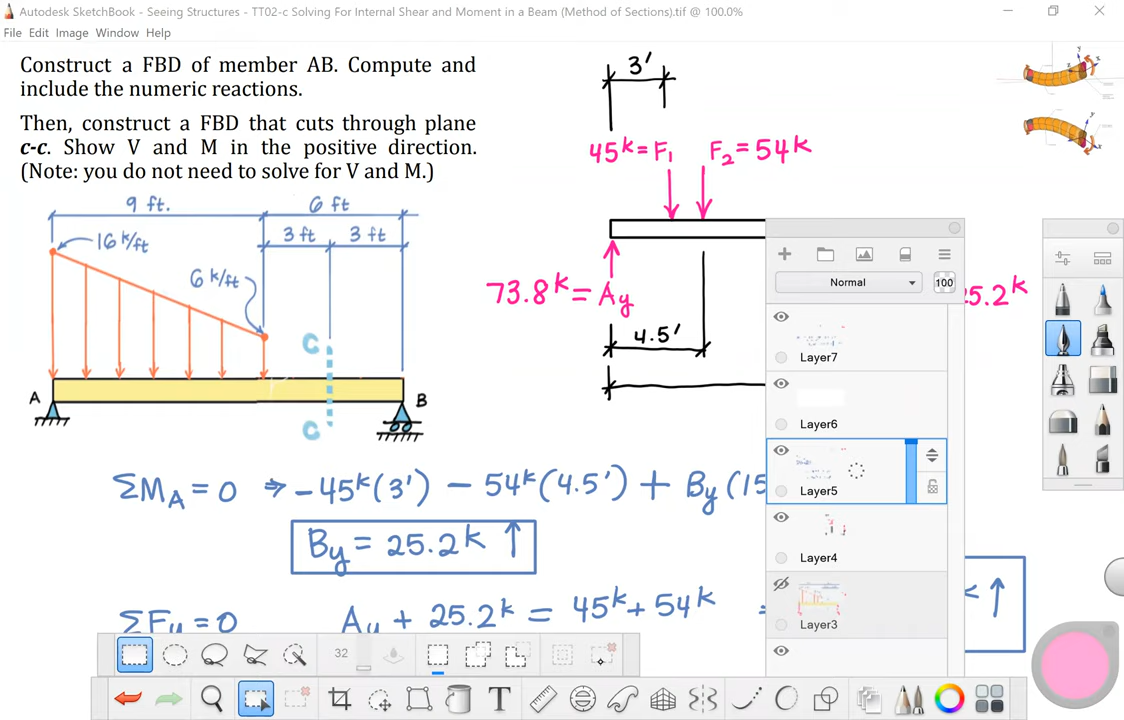 Autodesk SketchBook - Seeing Structures - TT02-c Solving For Internal Shear and Moment in a Beam (Method of Sections).tif @ 100.0%
File Edit Image Window Help
Construct a FBD of member AB. Compute and
include the numeric reactions.
Then, construct a FBD that cuts through plane
c-c. Show V and M in the positive direction.
(Note: you do not need to solve for V and M.)
9 ft.
6 ft
3 ft
3 ft
16 k/ft
6 k/ft
C
A
B
C
3'
45k = F1
F2 = 54k
73.8k = Ay
25.2k
4.5'
ΣMA = 0 ⇒ -45k(3') - 54k(4.5') + By(15
By = 25.2k ↑
ΣFy = 0
Ay + 25.2k = 45k + 54k =
k ↑
Normal
100
Layer7
Layer6
Layer5
Layer4
Layer3
32
T